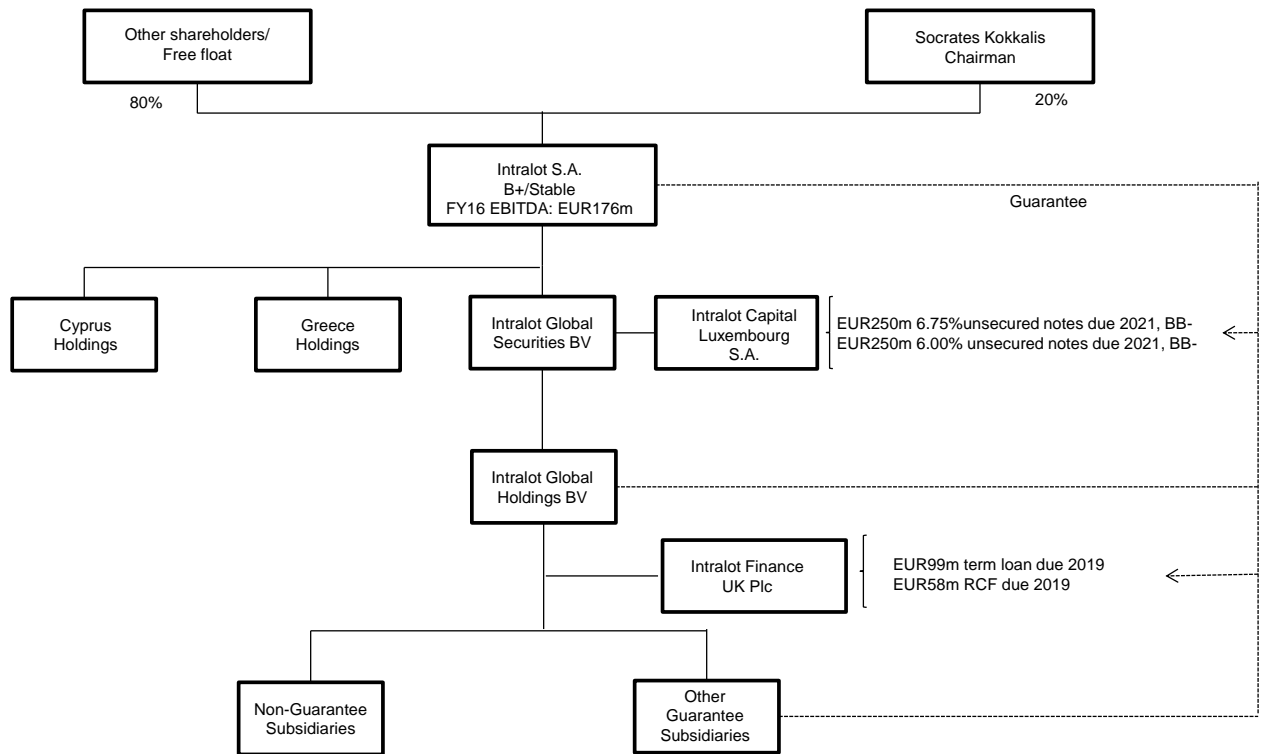 Other shareholders/
Free float
Socrates Kokkalis
Chairman
80%
20%
Intralot S.A.
B+/Stable
FY16 EBITDA: EUR176m
Guarantee
Cyprus
Holdings
Greece
Holdings
Intralot Global
Securities BV
Intralot Capital
Luxembourg
S.A.
EUR250m 6.75%unsecured notes due 2021, BB-
EUR250m 6.00% unsecured notes due 2021, BB-
Intralot Global
Holdings BV
Intralot Finance
UK Plc
EUR99m term loan due 2019
EUR58m RCF due 2019
Non-Guarantee
Subsidiaries
Other
Guarantee
Subsidiaries